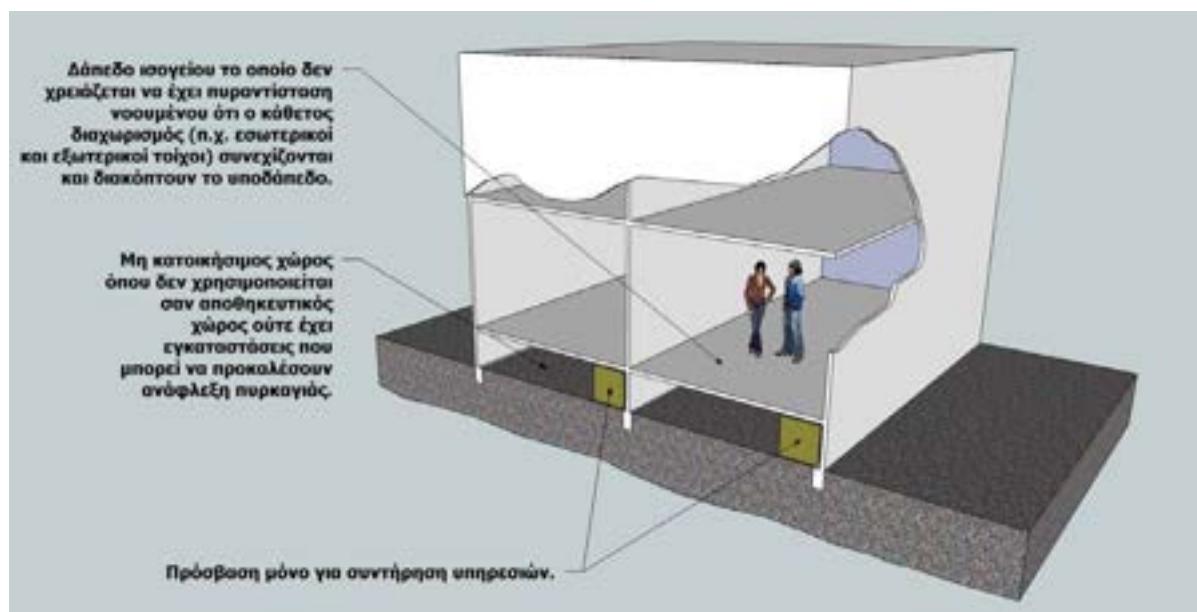 Δάπεδο ισογείου το οποίο δεν
χρειάζεται να έχει πυραντίσταση
νοουμένου ότι ο κάθετος
διαχωρισμός (π.χ. εσωτερικοί
και εξωτερικοί τοίχοι) συνεχίζονται
και διακόπτουν το υποδάπεδο.
Μη κατοικήσιμος χώρος
όπου δεν χρησιμοποιείται
σαν αποθηκευτικός
χώρος ούτε έχει
εγκαταστάσεις που
μπορεί να προκαλέσουν
ανάφλεξη πυρκαγιάς.
Πρόσβαση μόνο για συντήρηση υπηρεσιών.